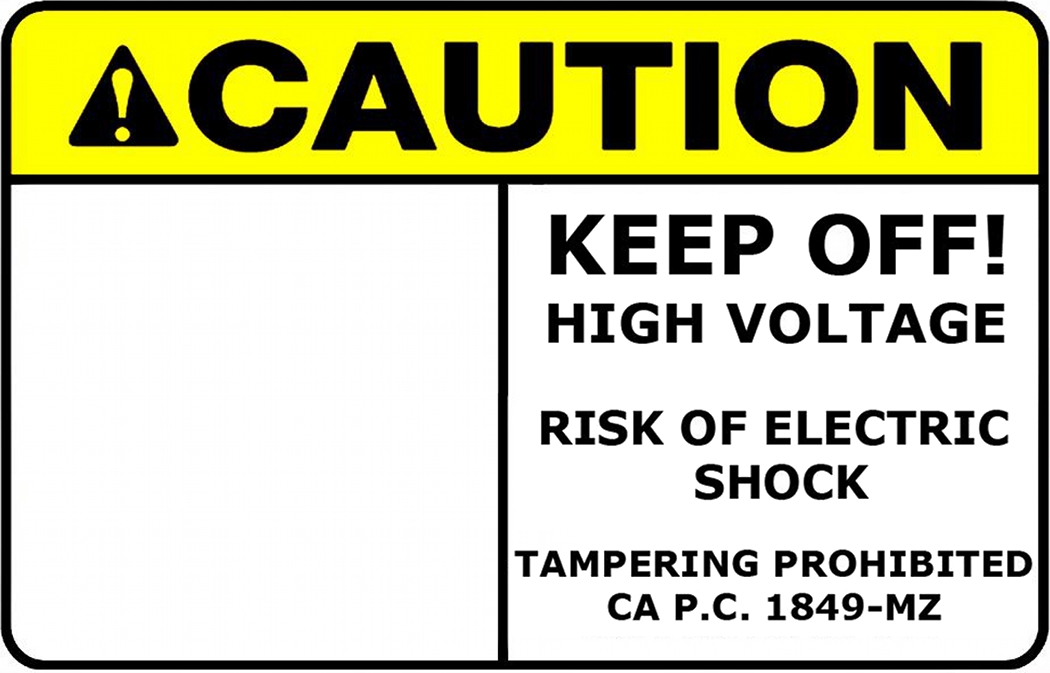 CAUTION
KEEP OFF!
HIGH VOLTAGE
RISK OF ELECTRIC
SHOCK
TAMPERING PROHIBITED
CA P.C. 1849-MZ